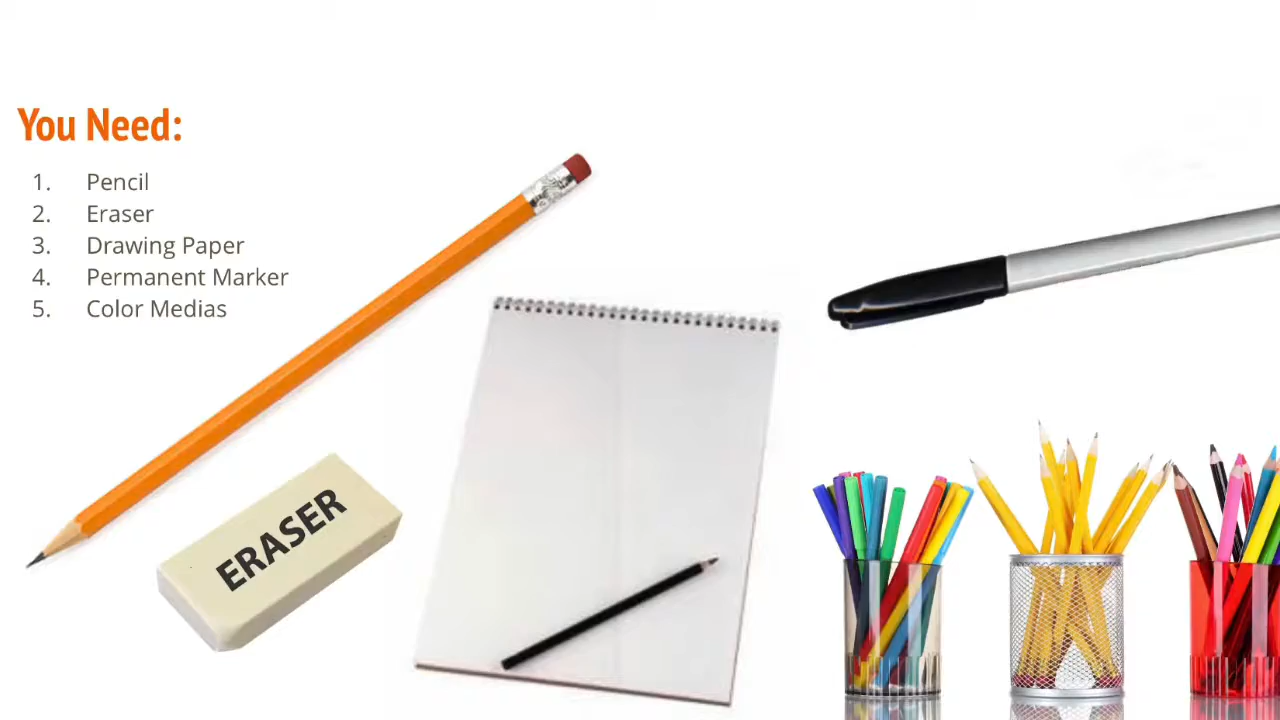 You Need:
1. Pencil
2. Eraser
3. Drawing Paper
4. Permanent Marker
5. Color Medias
ERASER